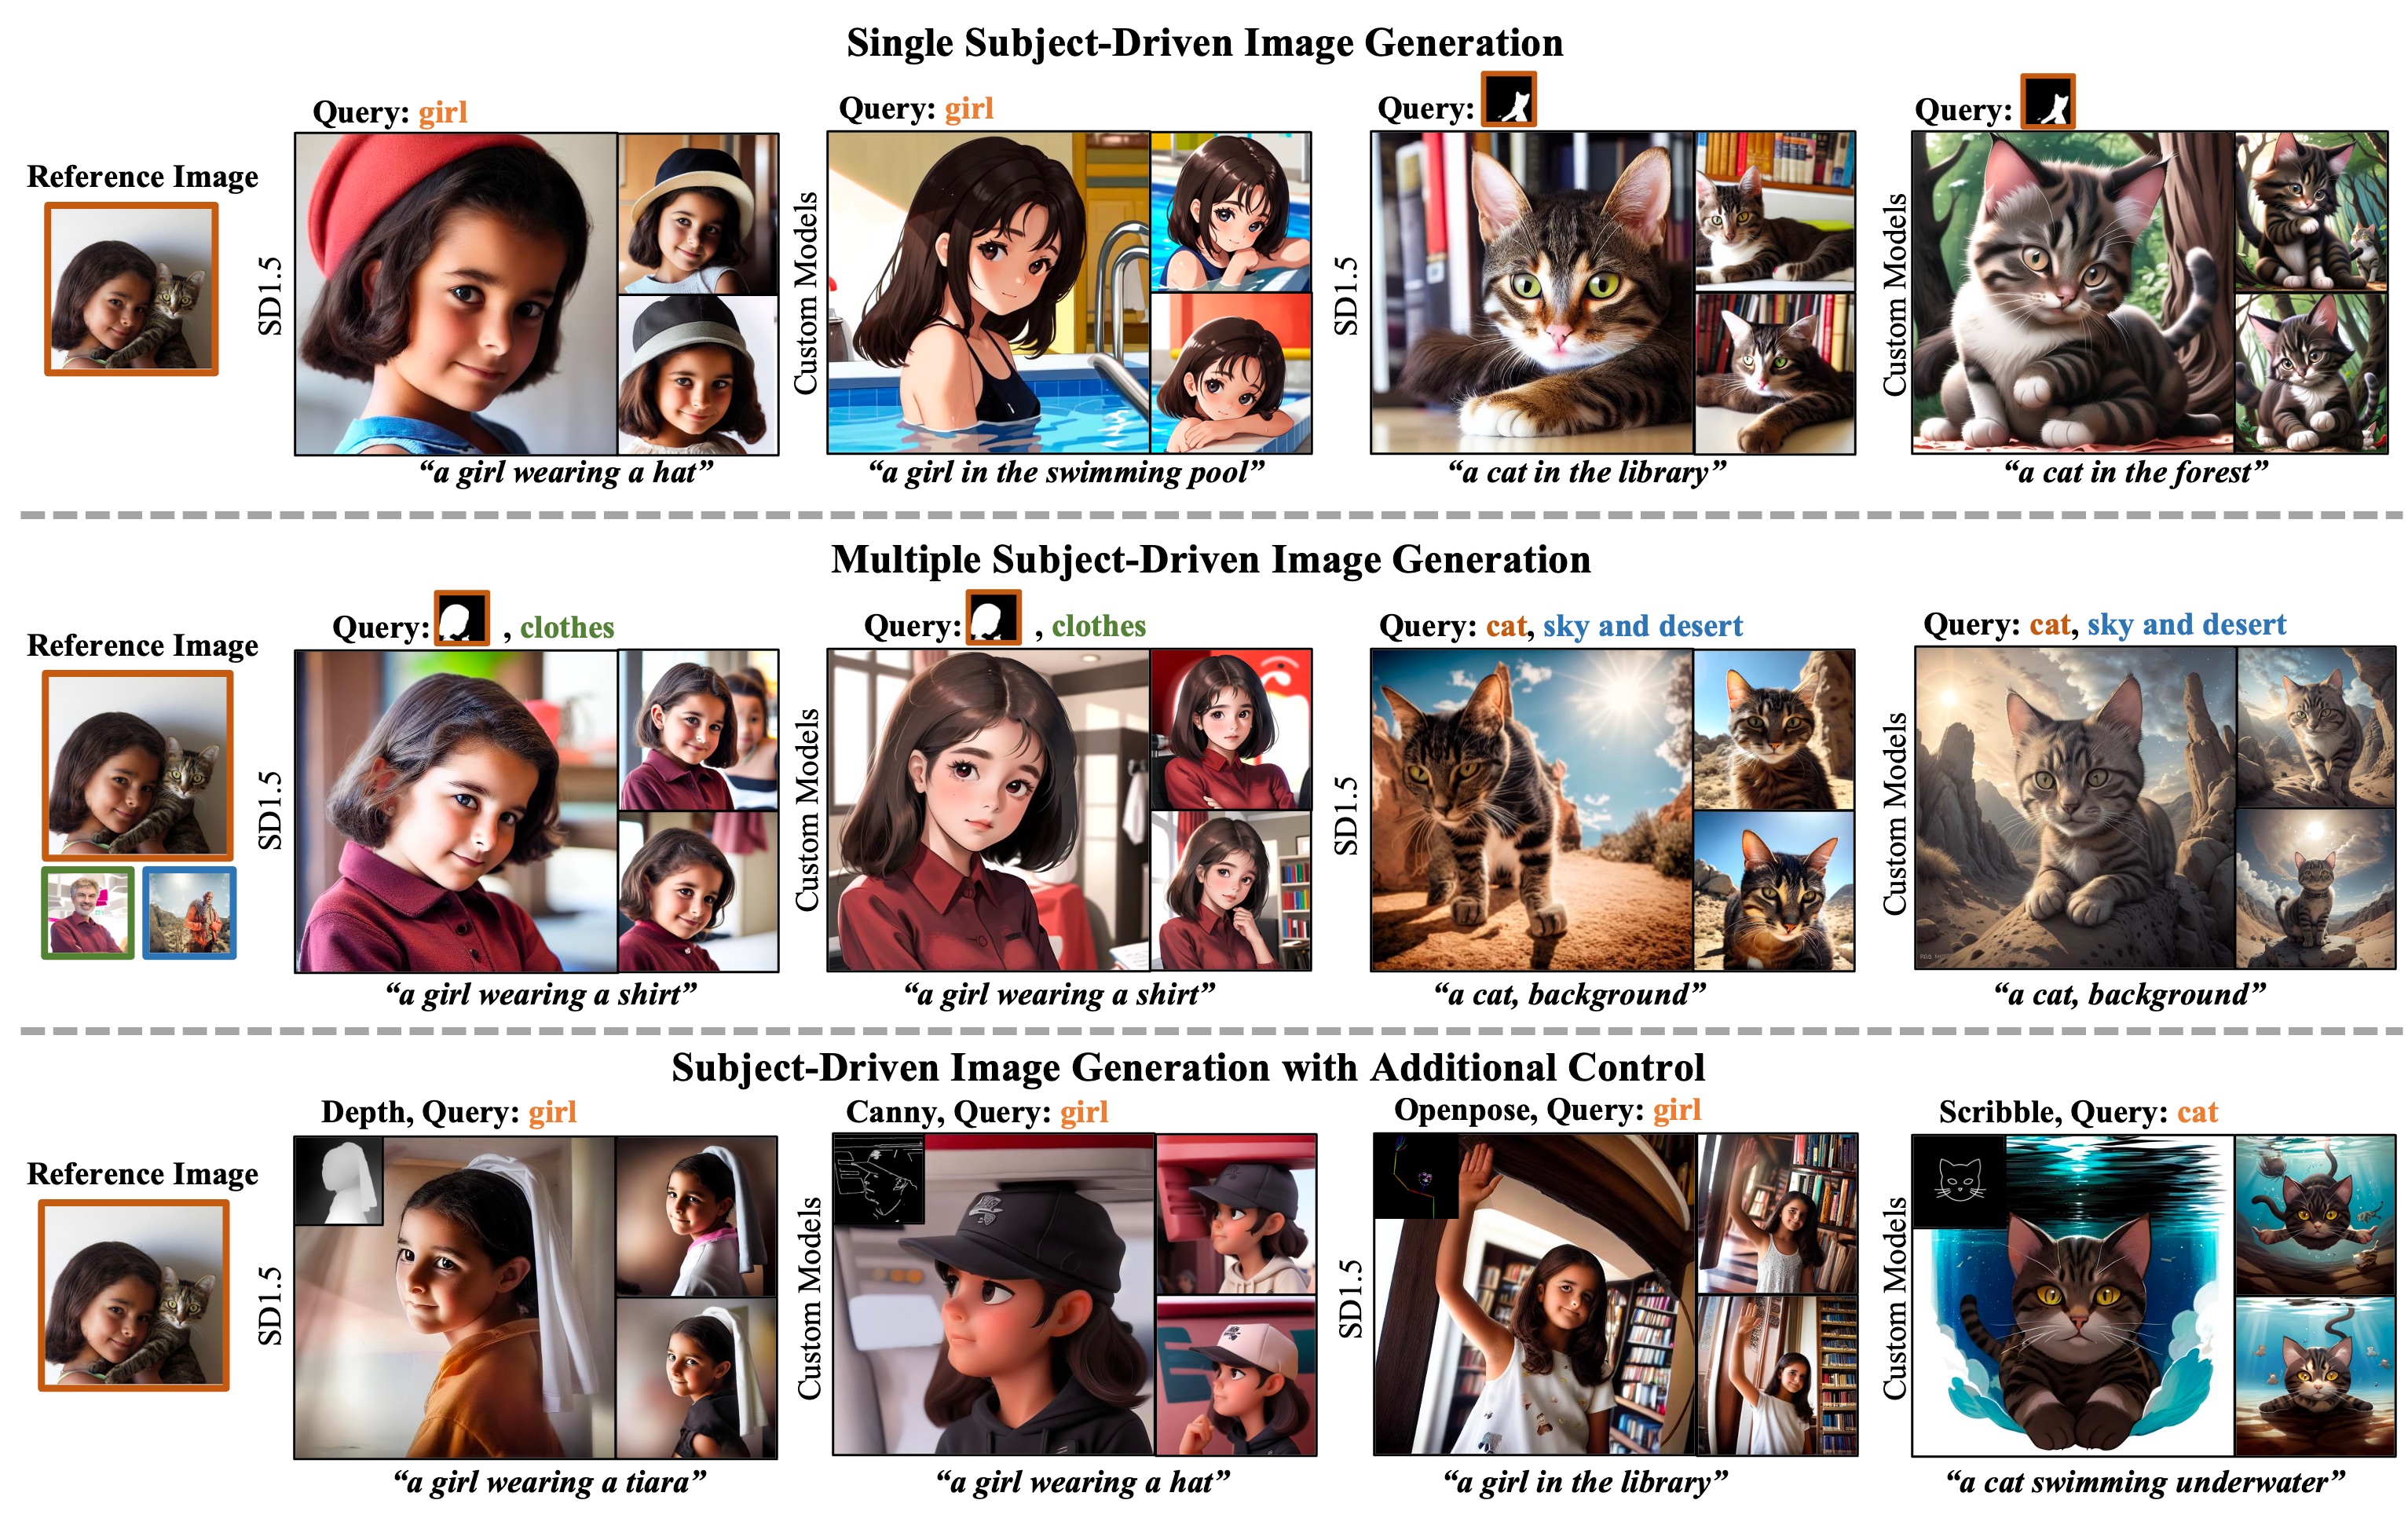 Single Subject-Driven Image Generation
Query: girl
Query: girl
Query:
Query:
Reference Image
SD1.5
Custom Models
SD1.5
Custom Models
“a girl wearing a hat”
“a girl in the swimming pool”
“a cat in the library”
“a cat in the forest”
Multiple Subject-Driven Image Generation
Query: , clothes
Query: , clothes
Query: cat, sky and desert
Query: cat, sky and desert
Reference Image
SD1.5
Custom Models
SD1.5
Custom Models
“a girl wearing a shirt”
“a girl wearing a shirt”
“a cat, background”
“a cat, background”
Subject-Driven Image Generation with Additional Control
Depth, Query: girl
Canny, Query: girl
Openpose, Query: girl
Scribble, Query: cat
Reference Image
SD1.5
Custom Models
SD1.5
Custom Models
“a girl wearing a tiara”
“a girl wearing a hat”
“a girl in the library”
“a cat swimming underwater”